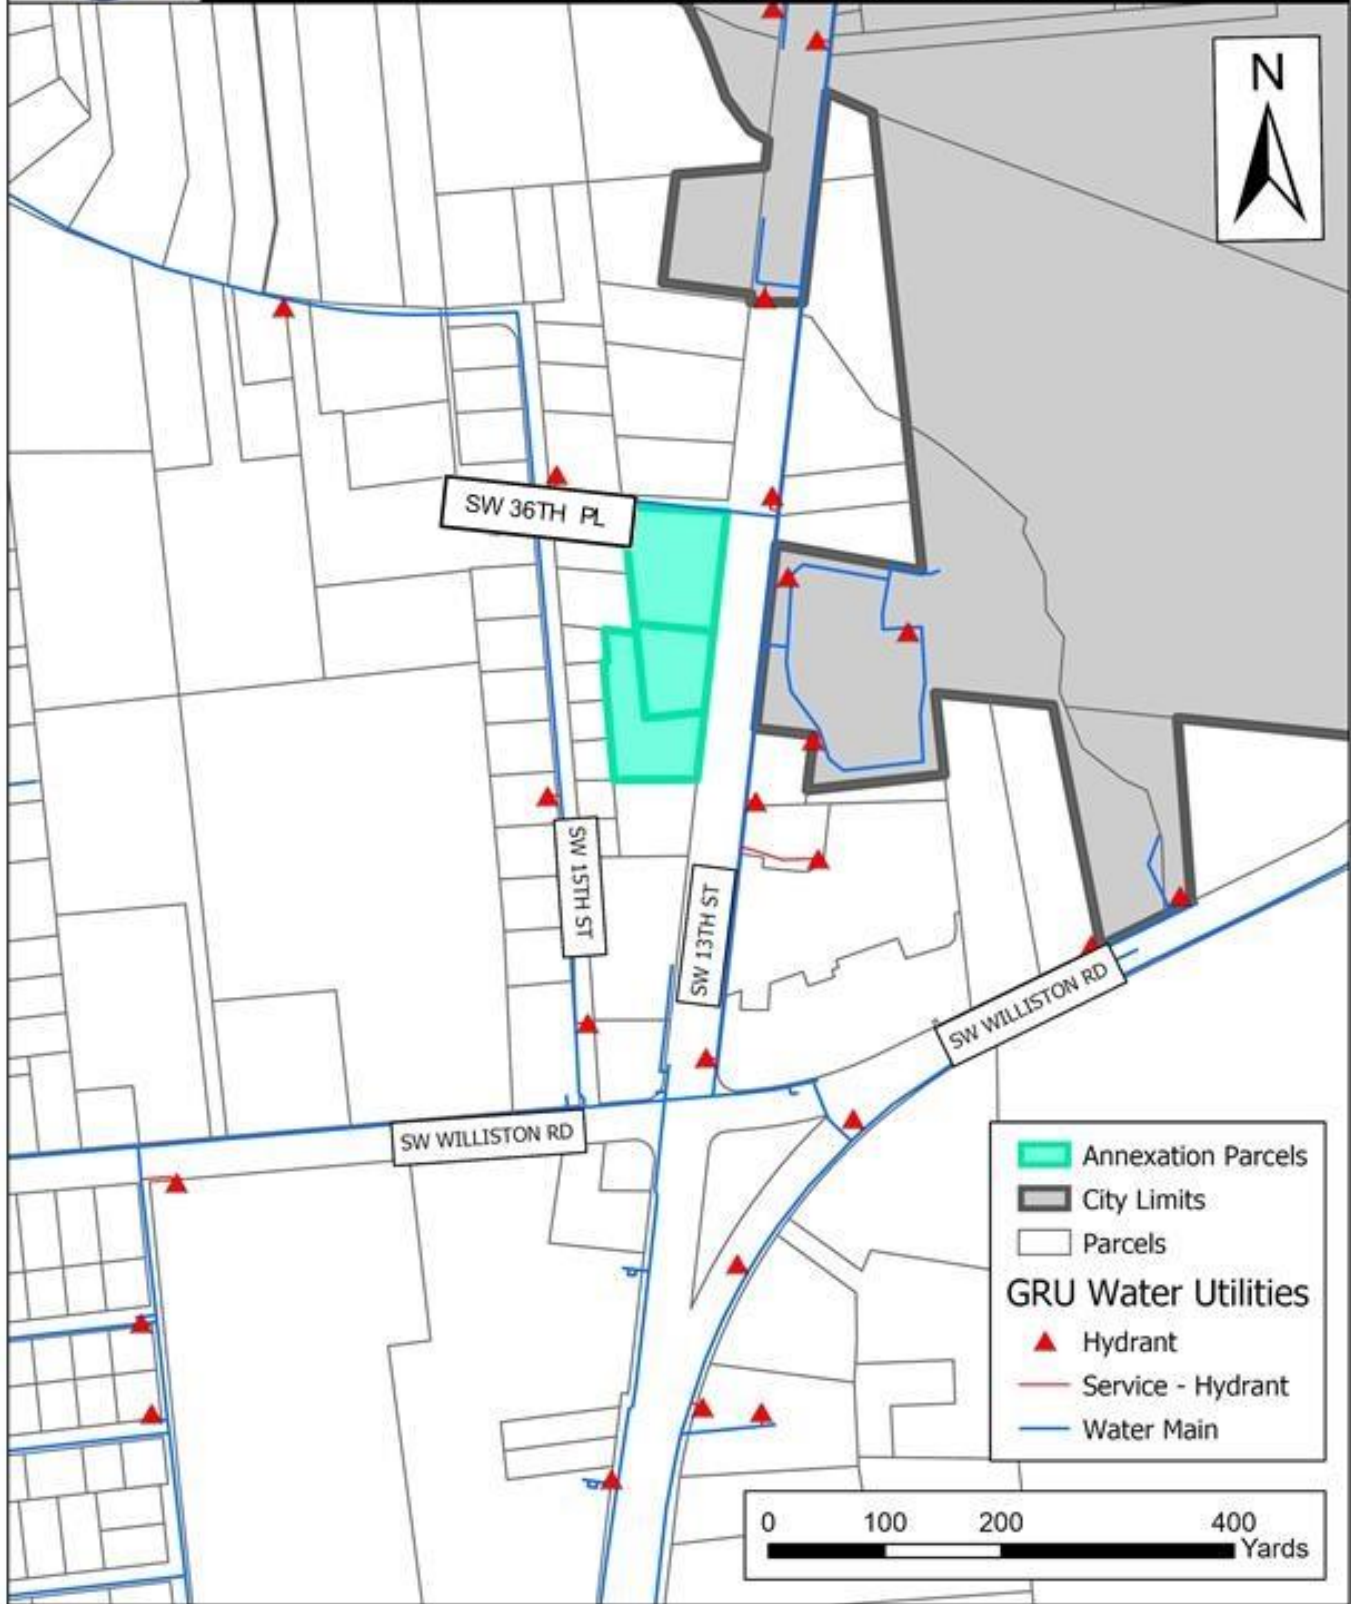 N
SW 36TH PL
SW 15TH ST
SW 13TH ST
SW WILLISTON RD
SW WILLISTON RD
Annexation Parcels
City Limits
Parcels
GRU Water Utilities
Hydrant
Service - Hydrant
Water Main
0 100 200 400
Yards